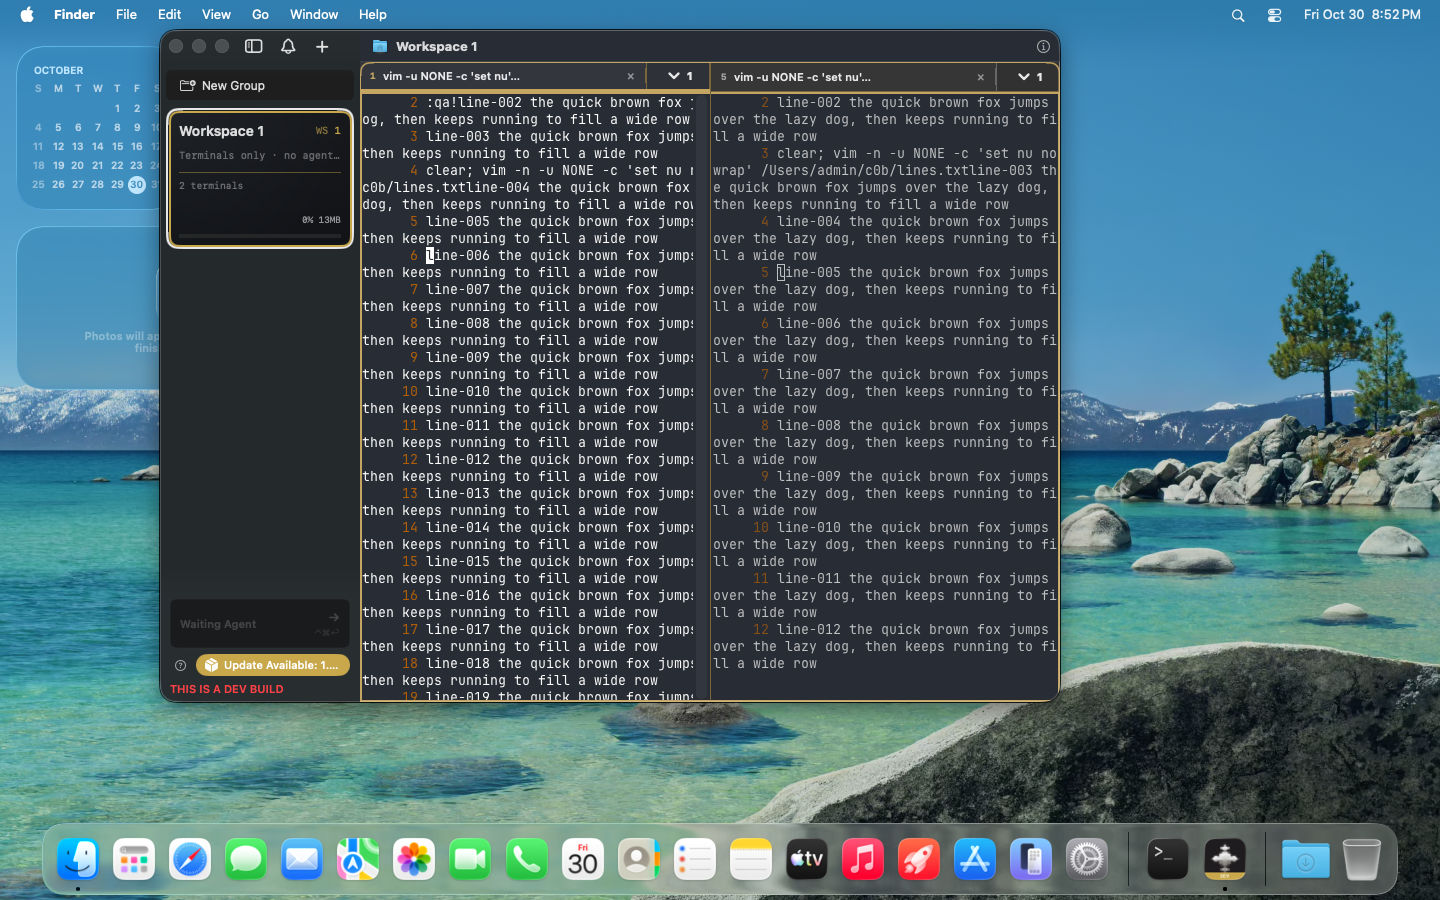 Finder File Edit View Go Window Help
Fri Oct 30 8:52 PM
OCTOBER
S M T W T F S
1 2 3
4 5 6 7 8 9
11 12 13 14 15 16
18 19 20 21 22 23
25 26 27 28 29 30
Photos will ap
finis
New Group
Workspace 1 WS 1
Terminals only · no agent…
2 terminals
0% 13MB
Waiting Agent
Update Available: 1....
THIS IS A DEV BUILD
Workspace 1
1 vim -u NONE -c 'set nu'... × 1
2 :qa!line-002 the quick brown fox j
og, then keeps running to fill a wide row
3 line-003 the quick brown fox jumps
then keeps running to fill a wide row
4 clear; vim -n -u NONE -c 'set nu n
c0b/lines.txtline-004 the quick brown fox
dog, then keeps running to fill a wide row
5 line-005 the quick brown fox jumps
then keeps running to fill a wide row
6 line-006 the quick brown fox jumps
then keeps running to fill a wide row
7 line-007 the quick brown fox jumps
then keeps running to fill a wide row
8 line-008 the quick brown fox jumps
then keeps running to fill a wide row
9 line-009 the quick brown fox jumps
then keeps running to fill a wide row
10 line-010 the quick brown fox jumps
then keeps running to fill a wide row
11 line-011 the quick brown fox jumps
then keeps running to fill a wide row
12 line-012 the quick brown fox jumps
then keeps running to fill a wide row
13 line-013 the quick brown fox jumps
then keeps running to fill a wide row
14 line-014 the quick brown fox jumps
then keeps running to fill a wide row
15 line-015 the quick brown fox jumps
then keeps running to fill a wide row
16 line-016 the quick brown fox jumps
then keeps running to fill a wide row
17 line-017 the quick brown fox jumps
then keeps running to fill a wide row
18 line-018 the quick brown fox jumps
then keeps running to fill a wide row
19 line-019 the quick brown fox jumps
5 vim -u NONE -c 'set nu'... × 1
2 line-002 the quick brown fox jumps
over the lazy dog, then keeps running to fi
ll a wide row
3 clear; vim -n -u NONE -c 'set nu no
wrap' /Users/admin/c0b/lines.txtline-003 th
e quick brown fox jumps over the lazy dog,
then keeps running to fill a wide row
4 line-004 the quick brown fox jumps
over the lazy dog, then keeps running to fi
ll a wide row
5 line-005 the quick brown fox jumps
over the lazy dog, then keeps running to fi
ll a wide row
6 line-006 the quick brown fox jumps
over the lazy dog, then keeps running to fi
ll a wide row
7 line-007 the quick brown fox jumps
over the lazy dog, then keeps running to fi
ll a wide row
8 line-008 the quick brown fox jumps
over the lazy dog, then keeps running to fi
ll a wide row
9 line-009 the quick brown fox jumps
over the lazy dog, then keeps running to fi
ll a wide row
10 line-010 the quick brown fox jumps
over the lazy dog, then keeps running to fi
ll a wide row
11 line-011 the quick brown fox jumps
over the lazy dog, then keeps running to fi
ll a wide row
12 line-012 the quick brown fox jumps
over the lazy dog, then keeps running to fi
ll a wide row
Fri
30
tv
>_
DEV